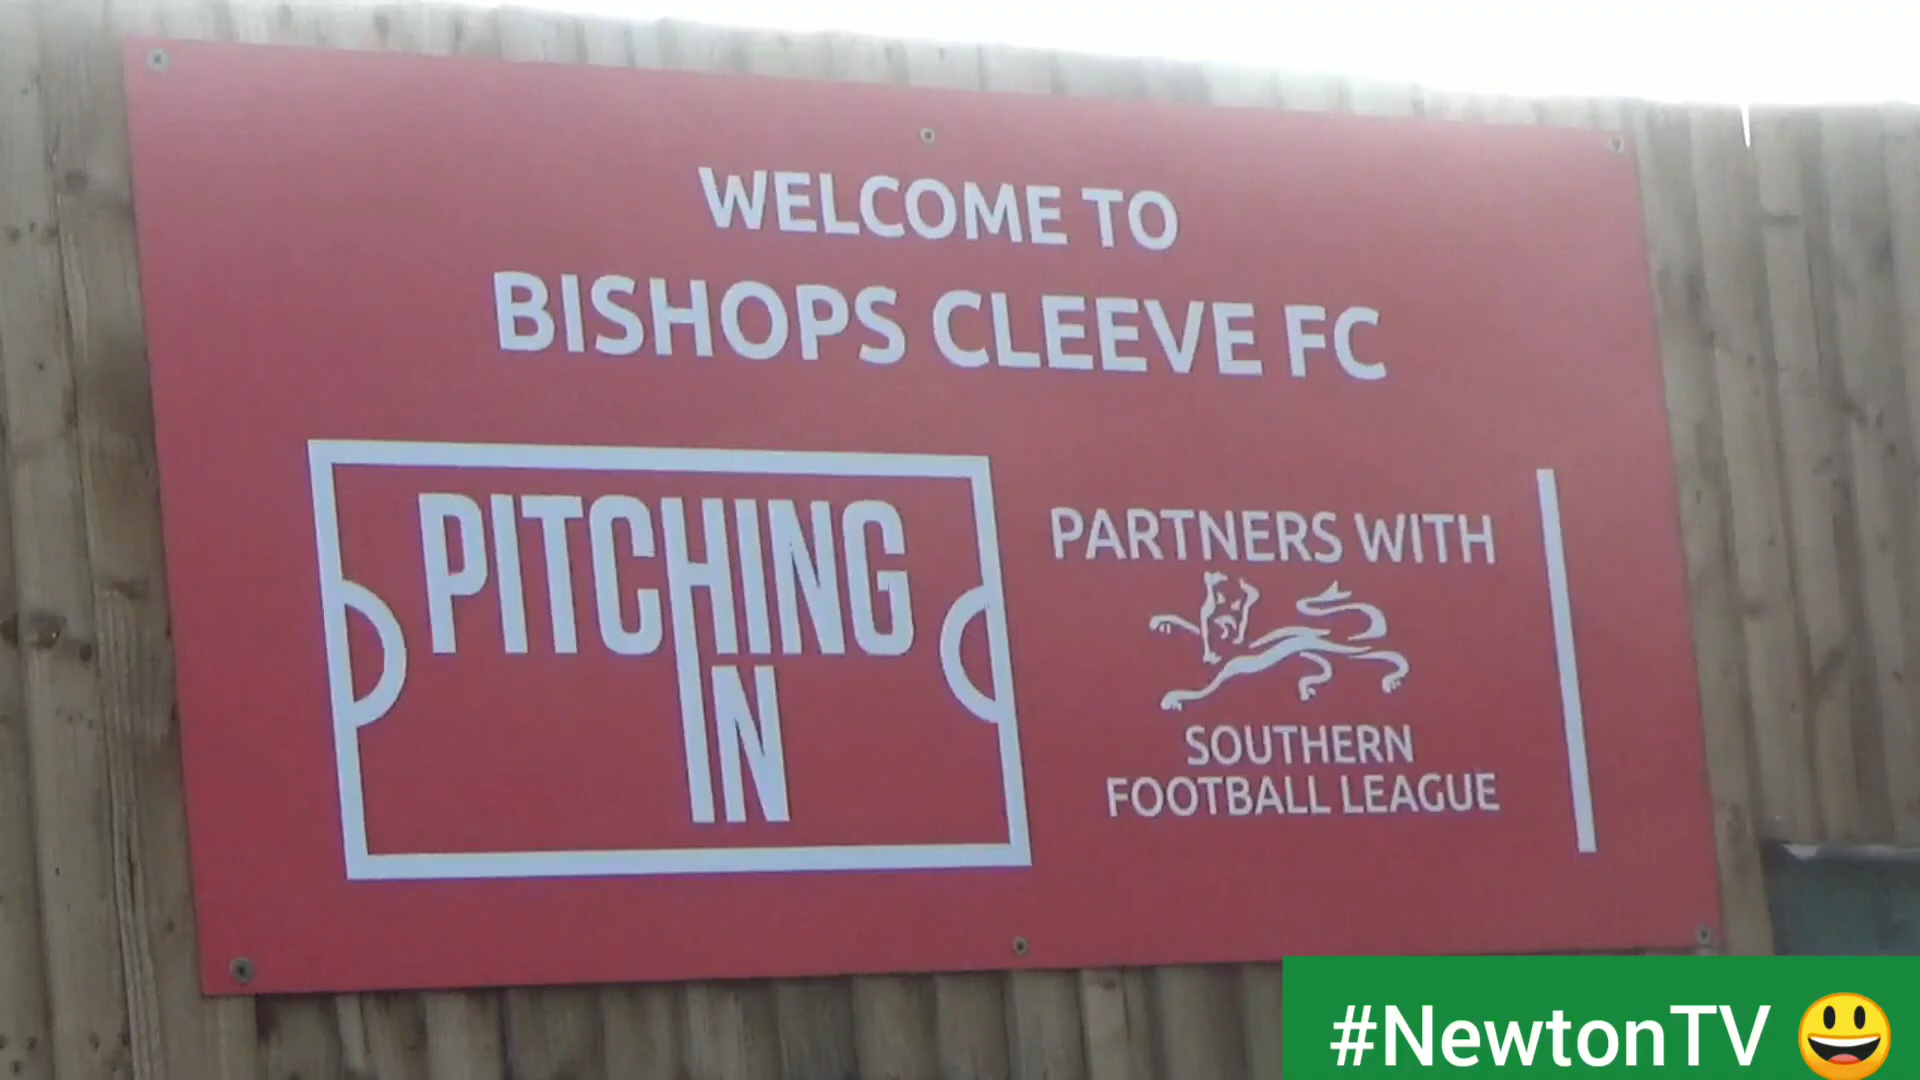 WELCOME TO
BISHOPS CLEEVE FC
PITCHING
IN
PARTNERS WITH
SOUTHERN
FOOTBALL LEAGUE
#NewtonTV 😃